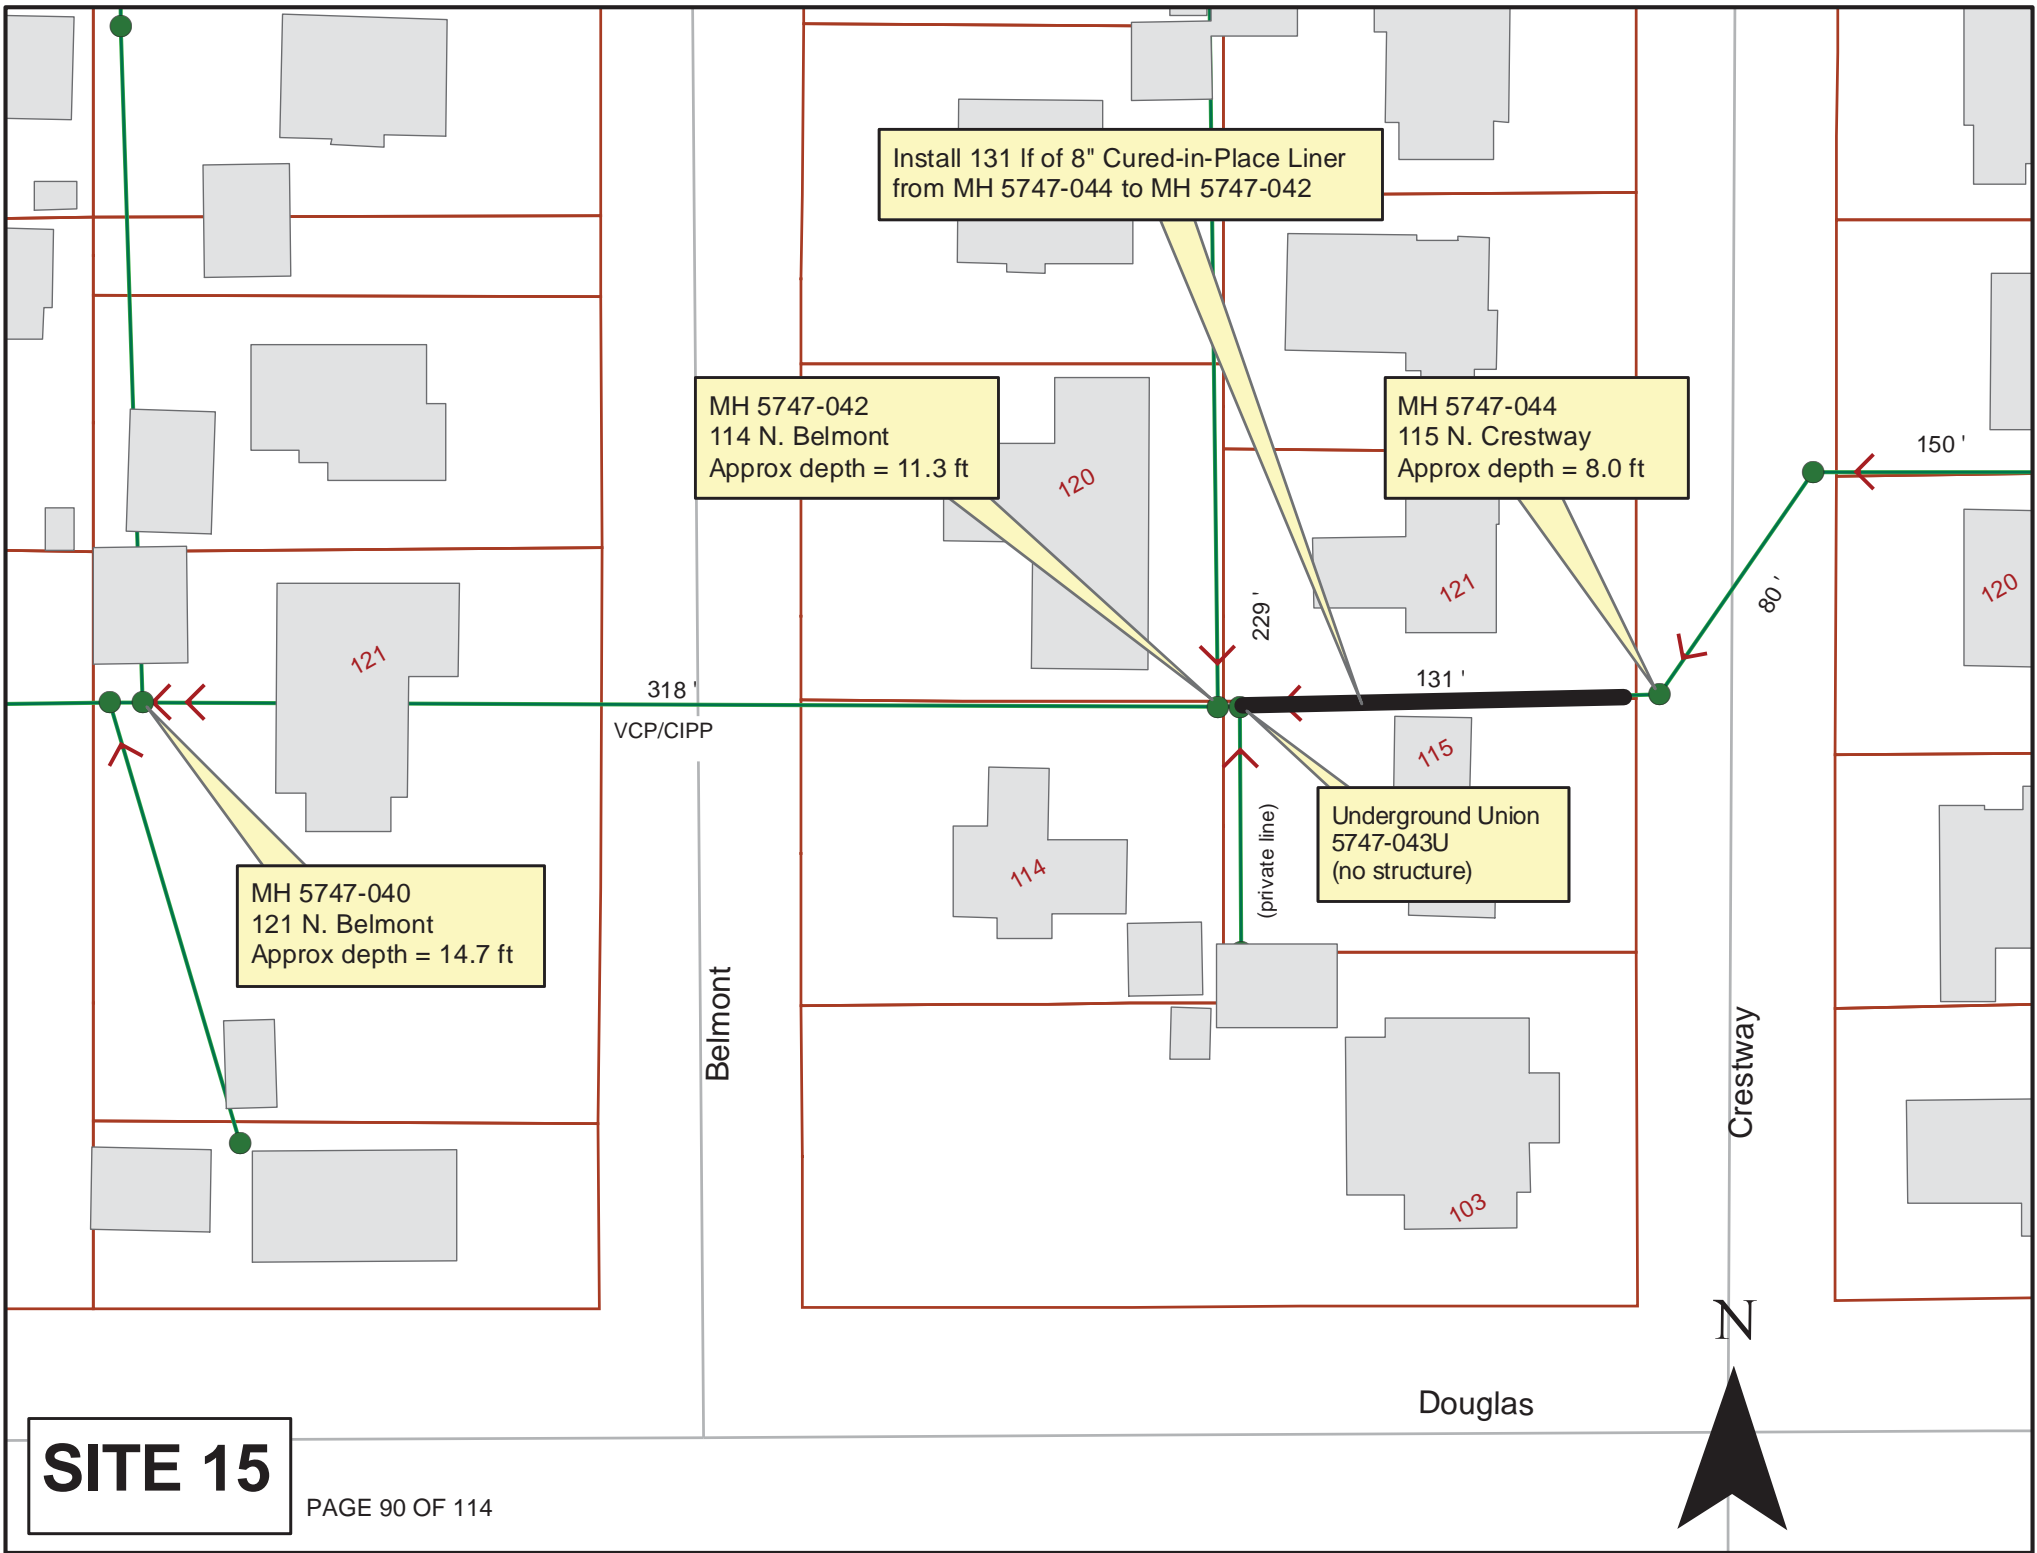 Install 131 lf of 8" Cured-in-Place Liner
from MH 5747-044 to MH 5747-042
MH 5747-042
114 N. Belmont
Approx depth = 11.3 ft
MH 5747-044
115 N. Crestway
Approx depth = 8.0 ft
150 '
120
80 '
120
121
229 '
121
131 '
318 '
VCP/CIPP
115
Underground Union
5747-043U
(no structure)
(private line)
114
MH 5747-040
121 N. Belmont
Approx depth = 14.7 ft
Belmont
Crestway
103
N
Douglas
SITE 15
PAGE 90 OF 114